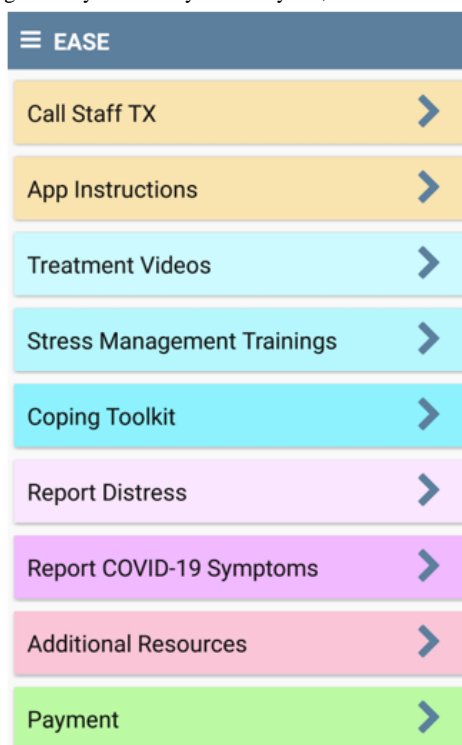 EASE
Call Staff TX
App Instructions
Treatment Videos
Stress Management Trainings
Coping Toolkit
Report Distress
Report COVID-19 Symptoms
Additional Resources
Payment